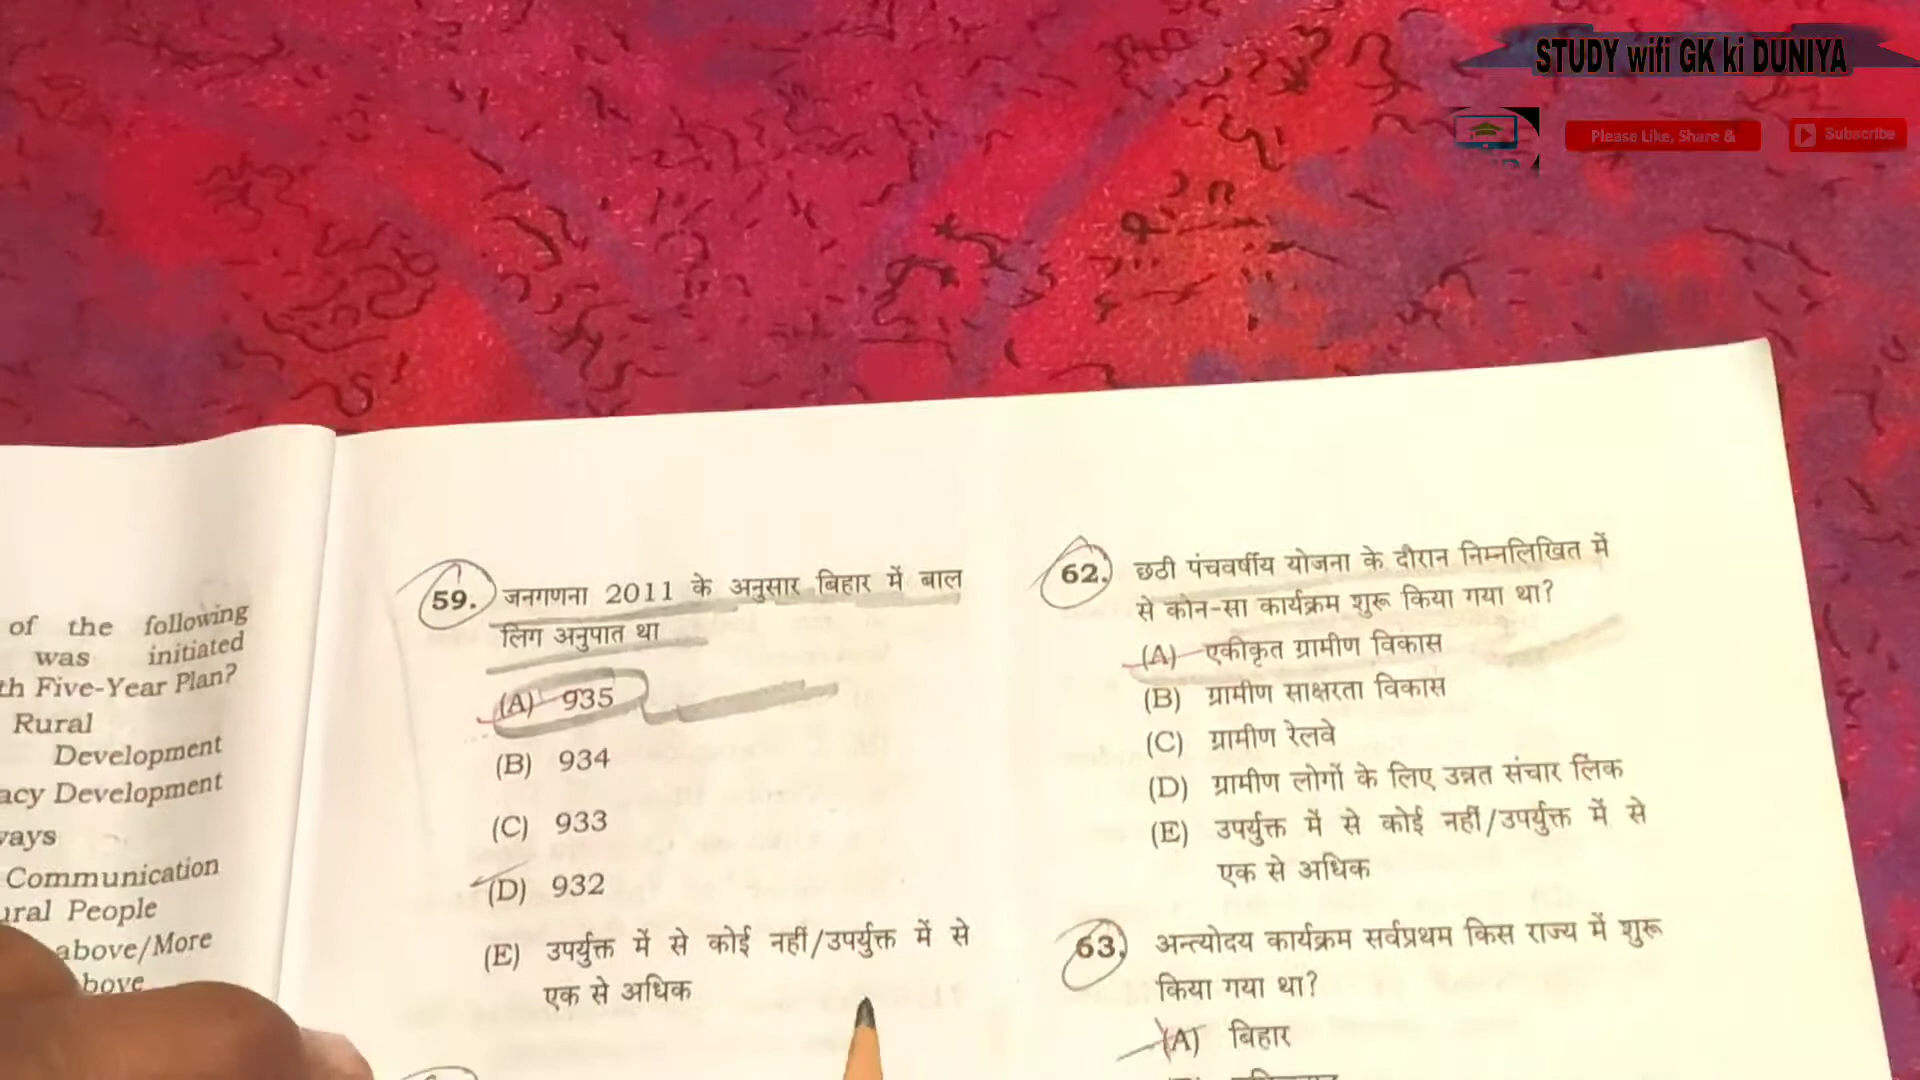 STUDY wifi GK ki DUNIYA
Please Like, Share &
Subscribe
of the following
was initiated
th Five-Year Plan?
Rural
Development
acy Development
ways
Communication
ural People
above/More
bove
59. जनगणना 2011 के अनुसार बिहार में बाल
लिंग अनुपात था
(A) 935
(B) 934
(C) 933
(D) 932
(E) उपर्युक्त में से कोई नहीं/उपर्युक्त में से
एक से अधिक
62. छठी पंचवर्षीय योजना के दौरान निम्नलिखित में
से कौन-सा कार्यक्रम शुरू किया गया था?
(A) एकीकृत ग्रामीण विकास
(B) ग्रामीण साक्षरता विकास
(C) ग्रामीण रेलवे
(D) ग्रामीण लोगों के लिए उन्नत संचार लिंक
(E) उपर्युक्त में से कोई नहीं/उपर्युक्त में से
एक से अधिक
63. अन्त्योदय कार्यक्रम सर्वप्रथम किस राज्य में शुरू
किया गया था?
(A) बिहार